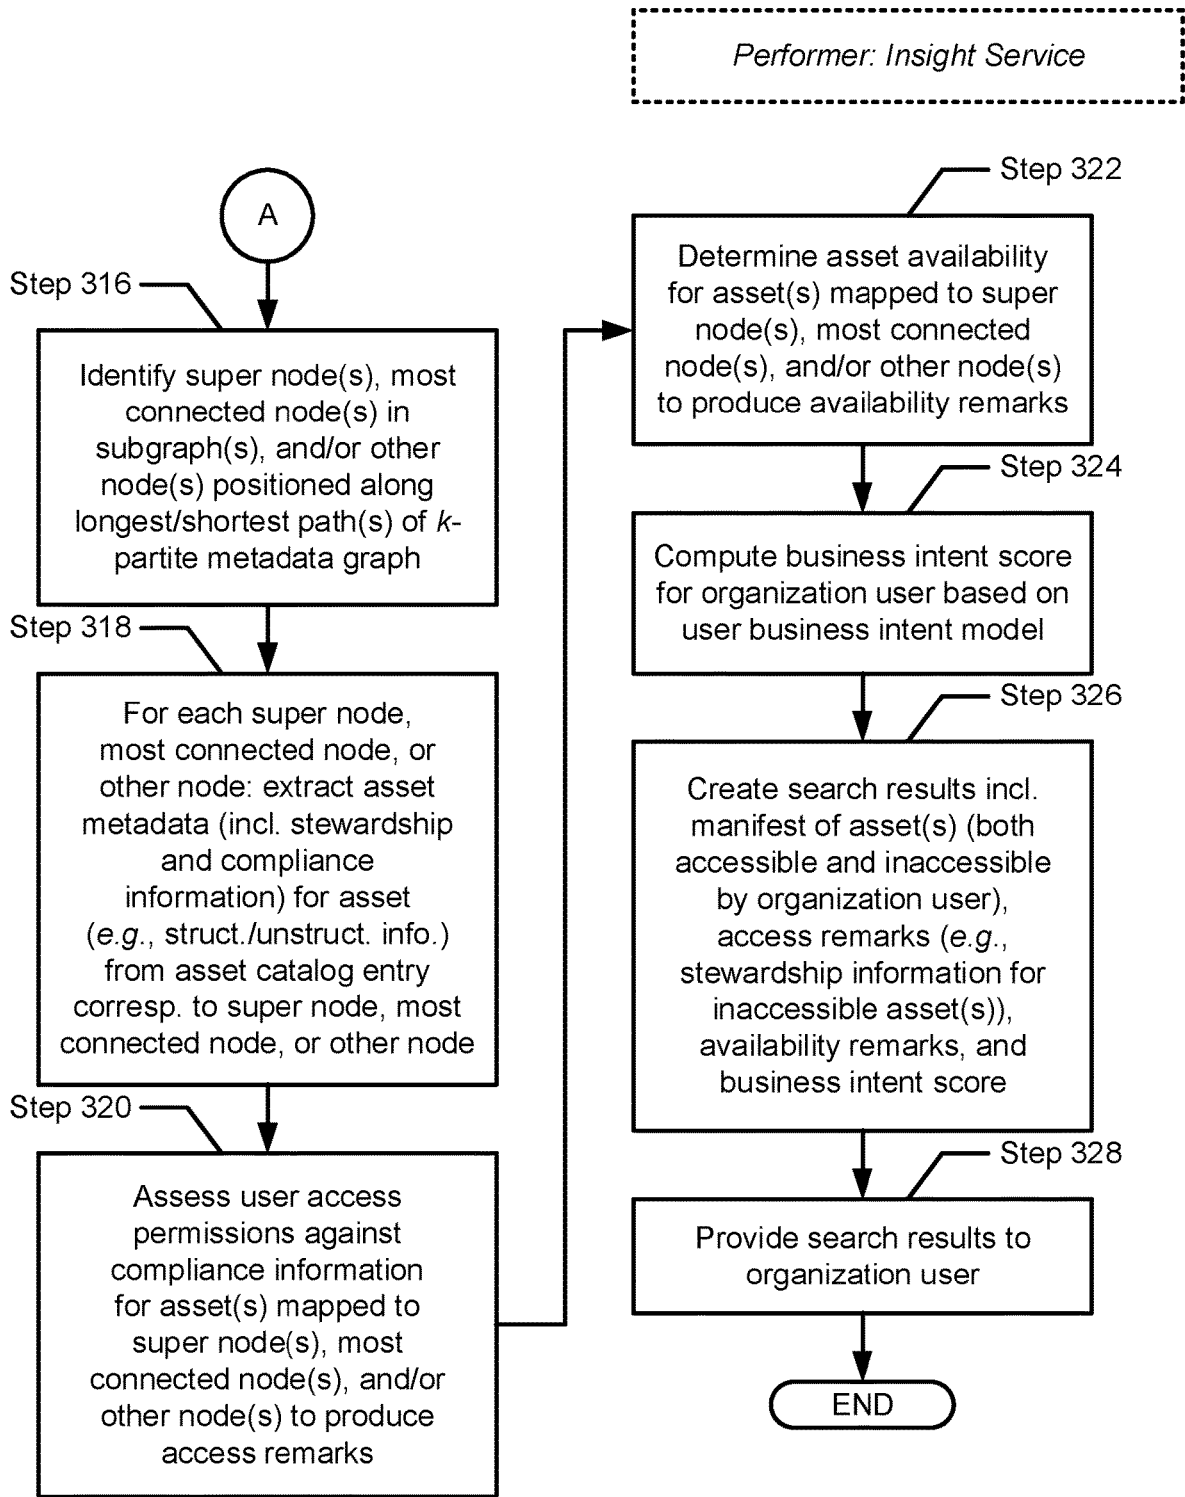 Performer: Insight Service
A
Step 316
Identify super node(s), most
connected node(s) in
subgraph(s), and/or other
node(s) positioned along
longest/shortest path(s) of k-
partite metadata graph
Step 318
For each super node,
most connected node, or
other node: extract asset
metadata (incl. stewardship
and compliance
information) for asset
(e.g., struct./unstruct. info.)
from asset catalog entry
corresp. to super node, most
connected node, or other node
Step 320
Assess user access
permissions against
compliance information
for asset(s) mapped to
super node(s), most
connected node(s), and/or
other node(s) to produce
access remarks
Step 322
Determine asset availability
for asset(s) mapped to super
node(s), most connected
node(s), and/or other node(s)
to produce availability remarks
Step 324
Compute business intent score
for organization user based on
user business intent model
Step 326
Create search results incl.
manifest of asset(s) (both
accessible and inaccessible
by organization user),
access remarks (e.g.,
stewardship information for
inaccessible asset(s)),
availability remarks, and
business intent score
Step 328
Provide search results to
organization user
END